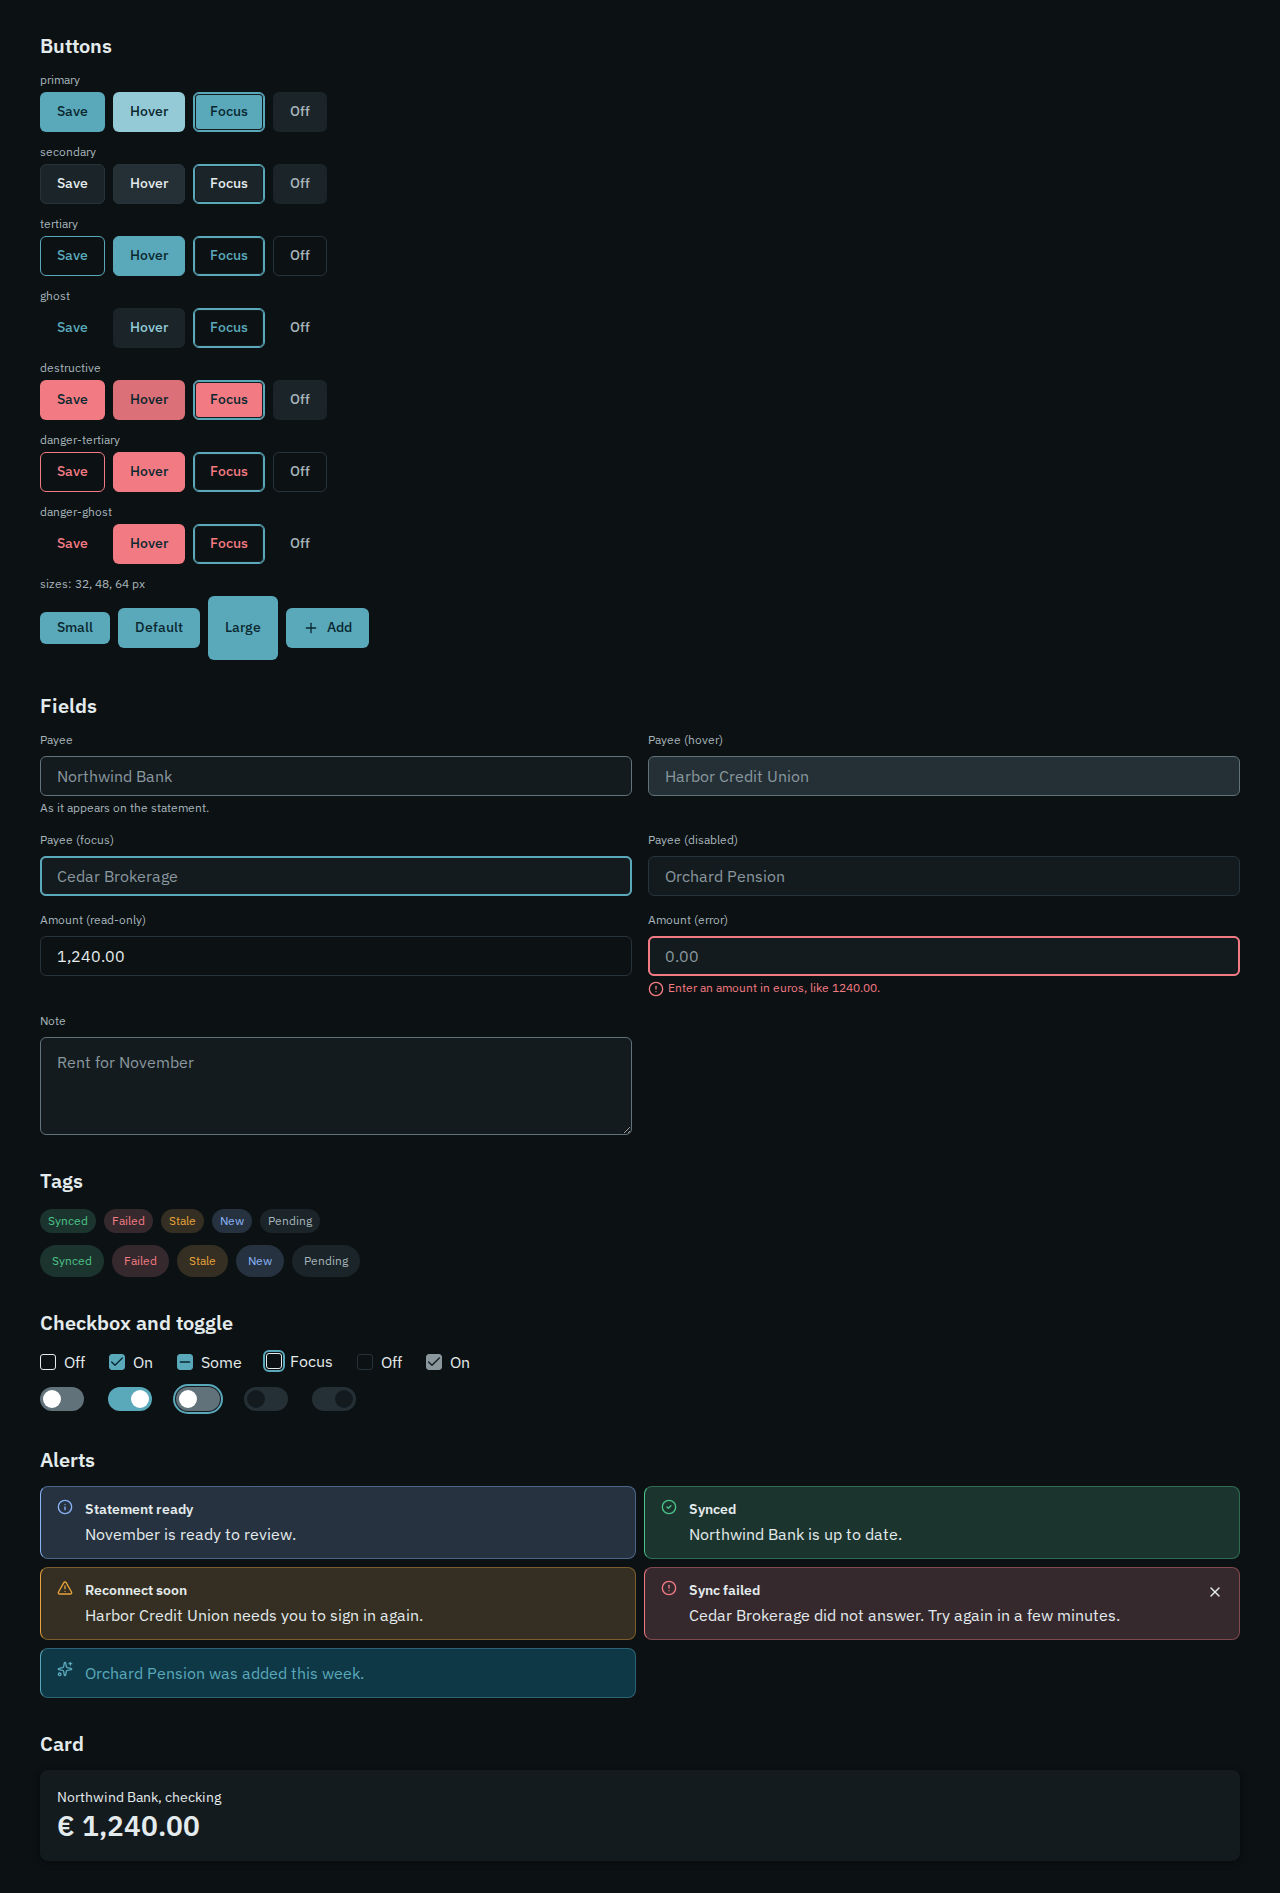 Buttons
primary
Save Hover Focus Off
secondary
Save Hover Focus Off
tertiary
Save Hover Focus Off
ghost
Save Hover Focus Off
destructive
Save Hover Focus Off
danger-tertiary
Save Hover Focus Off
danger-ghost
Save Hover Focus Off
sizes: 32, 48, 64 px
Small Default Large Add
Fields
Payee Payee (hover)
Northwind Bank Harbor Credit Union
As it appears on the statement.
Payee (focus) Payee (disabled)
Cedar Brokerage Orchard Pension
Amount (read-only) Amount (error)
1,240.00 0.00
Enter an amount in euros, like 1240.00.
Note
Rent for November
Tags
Synced Failed Stale New Pending
Synced Failed Stale New Pending
Checkbox and toggle
Off On Some Focus Off On
Alerts
Statement ready
November is ready to review.
Synced
Northwind Bank is up to date.
Reconnect soon
Harbor Credit Union needs you to sign in again.
Sync failed
Cedar Brokerage did not answer. Try again in a few minutes.
Orchard Pension was added this week.
Card
Northwind Bank, checking
€ 1,240.00